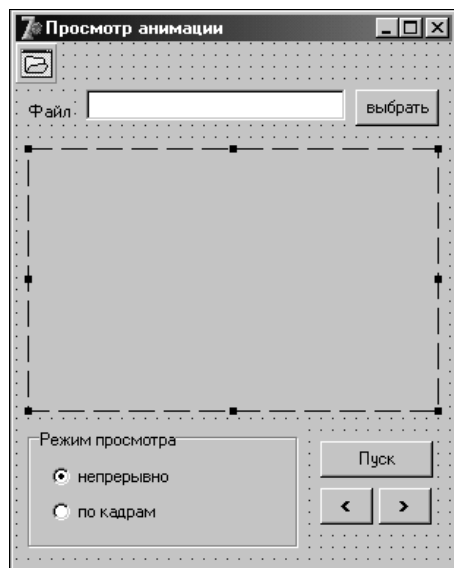 Просмотр анимации
Файл
выбрать
Режим просмотра
непрерывно
по кадрам
Пуск
< >